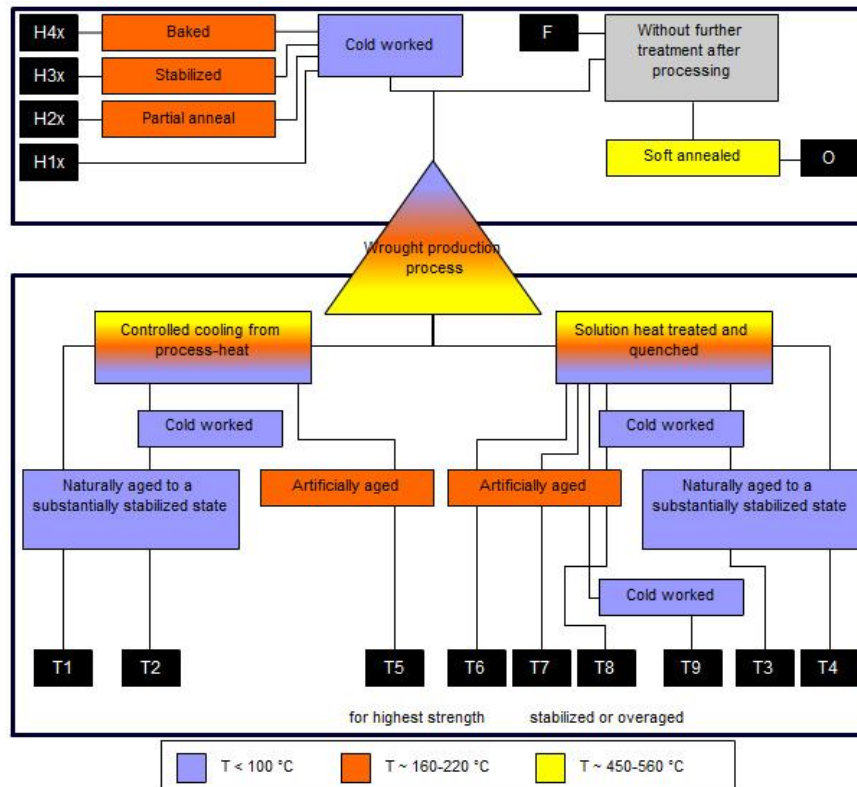 H4x
Baked
Cold worked
F
Without further
treatment after
processing
H3x
Stabilized
H2x
Partial anneal
H1x
Soft annealed
O
Wrought production
process
Controlled cooling from
process-heat
Solution heat treated and
quenched
Cold worked
Cold worked
Naturally aged to a
substantially stabilized state
Artificially aged
Artificially aged
Naturally aged to a
substantially stabilized state
Cold worked
T1
T2
T5
T6
T7
T8
T9
T3
T4
for highest strength
stabilized or overaged
T < 100 °C
T ~ 160-220 °C
T ~ 450-560 °C